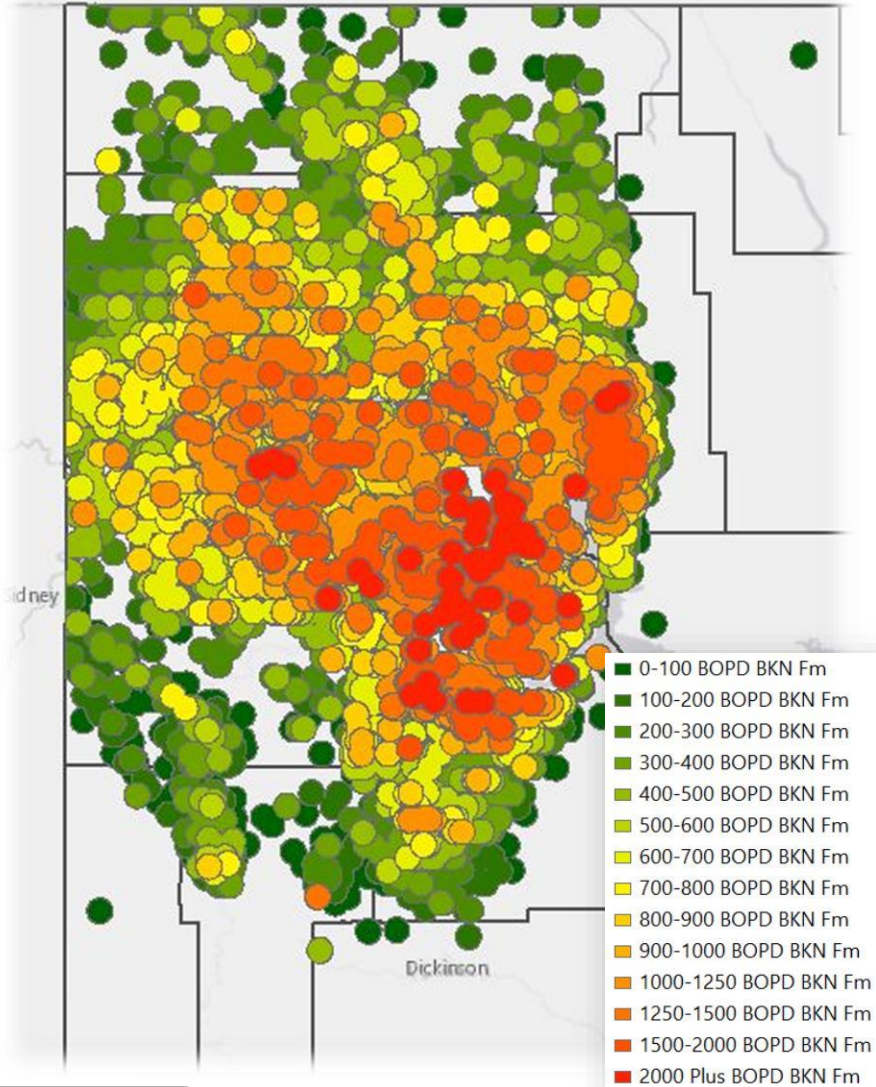 idney
Dickinson
0-100 BOPD BKN Fm
100-200 BOPD BKN Fm
200-300 BOPD BKN Fm
300-400 BOPD BKN Fm
400-500 BOPD BKN Fm
500-600 BOPD BKN Fm
600-700 BOPD BKN Fm
700-800 BOPD BKN Fm
800-900 BOPD BKN Fm
900-1000 BOPD BKN Fm
1000-1250 BOPD BKN Fm
1250-1500 BOPD BKN Fm
1500-2000 BOPD BKN Fm
2000 Plus BOPD BKN Fm